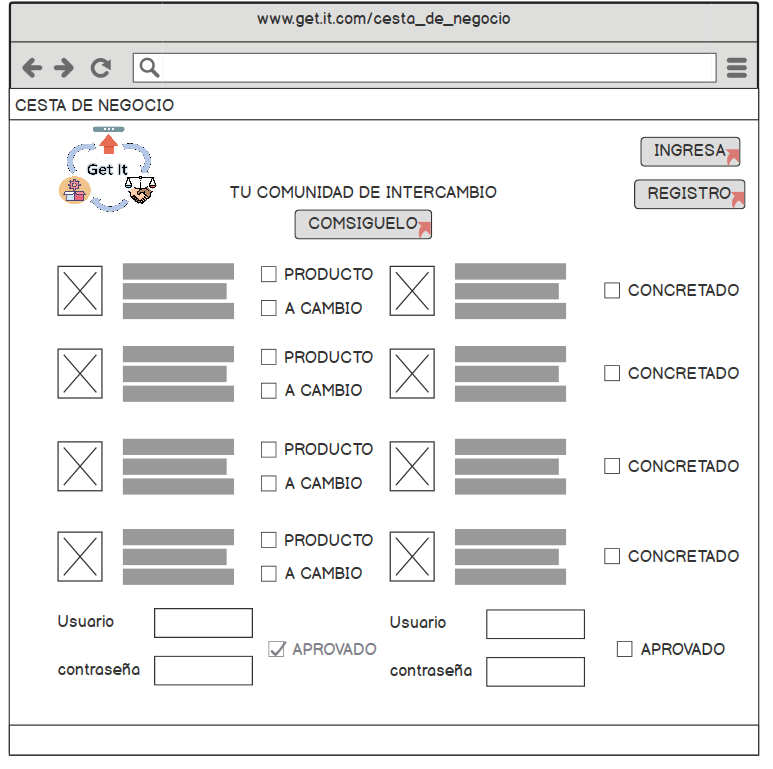 www.get.it.com/cesta_de_negocio
CESTA DE NEGOCIO
Get It
INGRESA
TU COMUNIDAD DE INTERCAMBIO
REGISTRO
COMSIGUELO
PRODUCTO
A CAMBIO
CONCRETADO
PRODUCTO
A CAMBIO
CONCRETADO
PRODUCTO
A CAMBIO
CONCRETADO
PRODUCTO
A CAMBIO
CONCRETADO
Usuario
contraseña
APROVADO
Usuario
contraseña
APROVADO